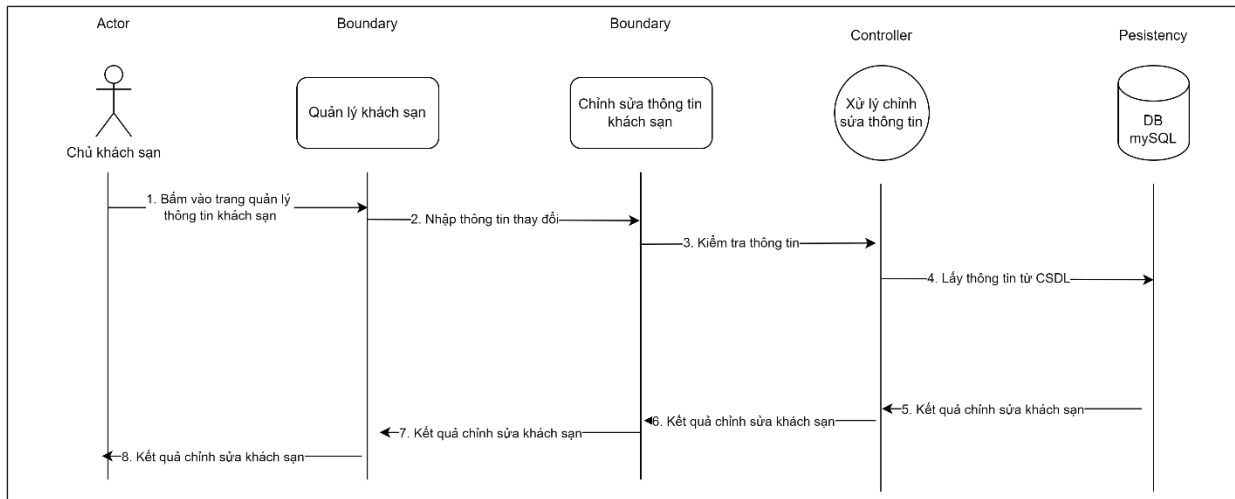 Actor
Boundary
Boundary
Controller
Pesistency
Quản lý khách sạn
Chỉnh sửa thông tin
khách sạn
Xử lý chỉnh
sửa thông tin
DB
mySQL
Chủ khách sạn
1. Bấm vào trang quản lý
thông tin khách sạn
2. Nhập thông tin thay đổi
3. Kiểm tra thông tin
4. Lấy thông tin từ CSDL
5. Kết quả chỉnh sửa khách sạn
6. Kết quả chỉnh sửa khách sạn
7. Kết quả chỉnh sửa khách sạn
8. Kết quả chỉnh sửa khách sạn